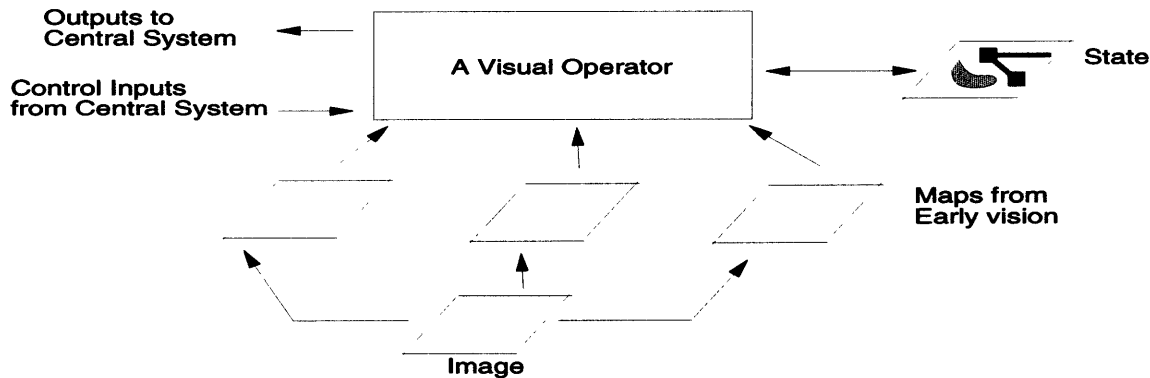 Outputs to
Central System
A Visual Operator
State
Control Inputs
from Central System
Maps from
Early vision
Image